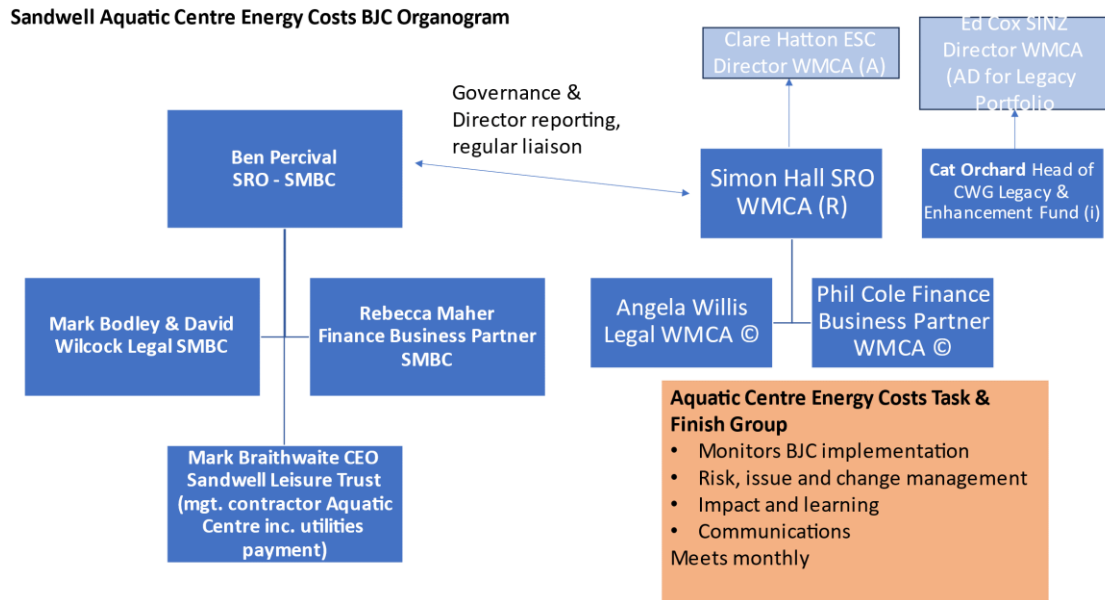 Sandwell Aquatic Centre Energy Costs BJC Organogram
Clare Hatton ESC
Director WMCA (A)
Ed Cox SINZ
Director WMCA
(AD for Legacy
Portfolio
Governance &
Director reporting,
regular liaison
Ben Percival
SRO - SMBC
Simon Hall SRO
WMCA (R)
Cat Orchard Head of
CWG Legacy &
Enhancement Fund (i)
Mark Bodley & David
Wilcock Legal SMBC
Rebecca Maher
Finance Business Partner
SMBC
Angela Willis
Legal WMCA ©
Phil Cole Finance
Business Partner
WMCA ©
Mark Braithwaite CEO
Sandwell Leisure Trust
(mgt. contractor Aquatic
Centre inc. utilities
payment)
Aquatic Centre Energy Costs Task &
Finish Group
• Monitors BJC implementation
• Risk, issue and change management
• Impact and learning
• Communications
Meets monthly